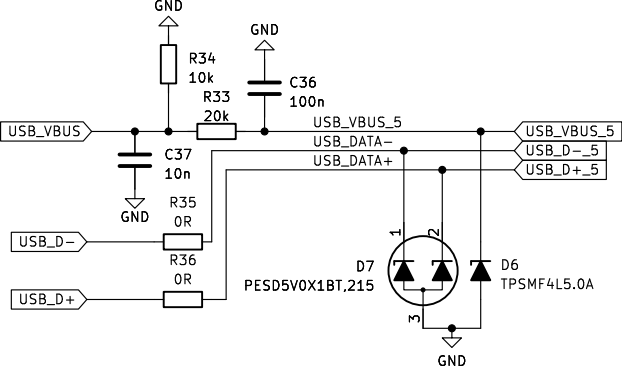 GND
GND
R34
10k
C36
100n
R33
20k
USB_VBUS
USB_VBUS_5
USB_VBUS_5
USB_DATA-
USB_D-_5
USB_DATA+
USB_D+_5
C37
10n
GND
R35
0R
USB_D-
1
2
R36
0R
D7
PESD5V0X1BT,215
D6
TPSMF4L5.0A
USB_D+
3
GND